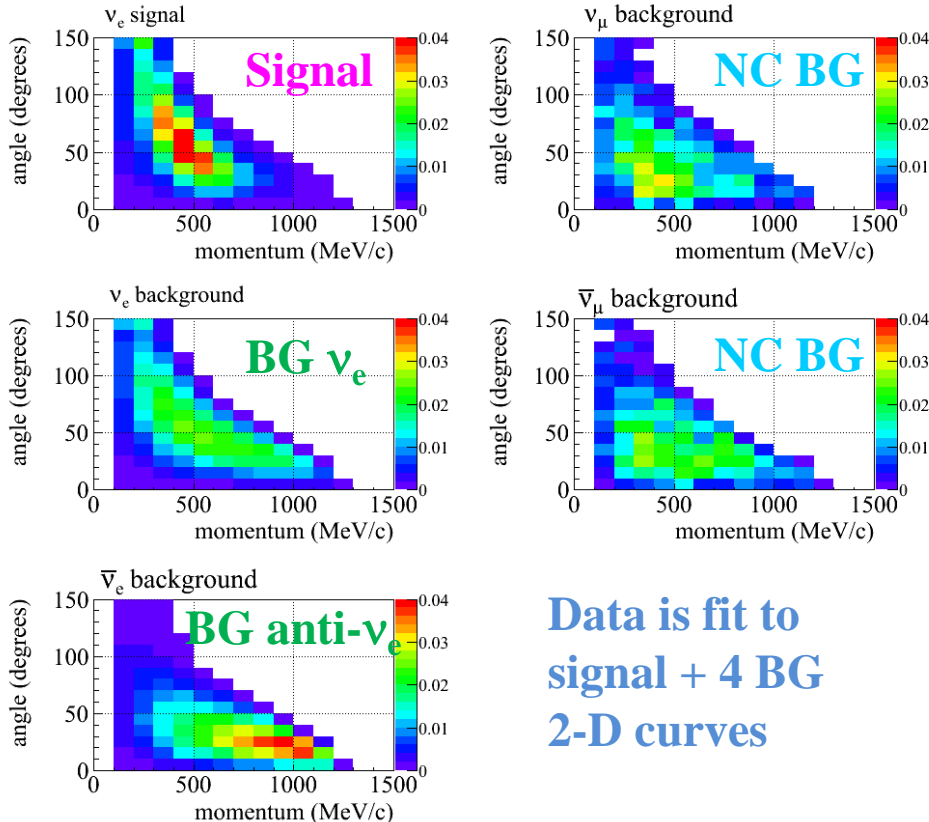 νe signal
Signal
angle (degrees)
150
100
50
0
0
500
1000
1500
momentum (MeV/c)
0.04
0.03
0.02
0.01
0
νμ background
NC BG
angle (degrees)
150
100
50
0
0
500
1000
1500
momentum (MeV/c)
0.04
0.03
0.02
0.01
0
νe background
BG νe
angle (degrees)
150
100
50
0
0
500
1000
1500
momentum (MeV/c)
0.04
0.03
0.02
0.01
0
ν̅μ background
NC BG
angle (degrees)
150
100
50
0
0
500
1000
1500
momentum (MeV/c)
0.04
0.03
0.02
0.01
0
ν̅e background
BG anti-νe
angle (degrees)
150
100
50
0
0
500
1000
1500
momentum (MeV/c)
0.04
0.03
0.02
0.01
0
Data is fit to
signal + 4 BG
2-D curves